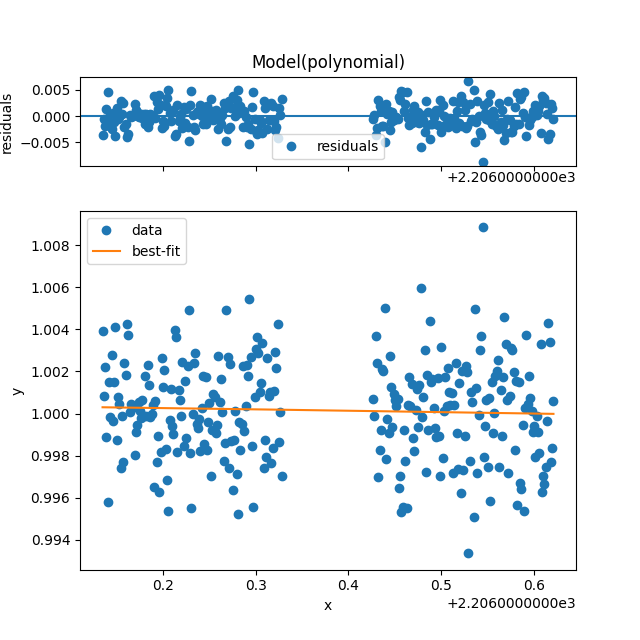 Model(polynomial)
0.005
0.000
−0.005
residuals
residuals
+2.2060000000e3
data
best-fit
1.008
1.006
1.004
1.002
1.000
0.998
0.996
0.994
y
0.2 0.3 0.4 0.5 0.6
x
+2.2060000000e3